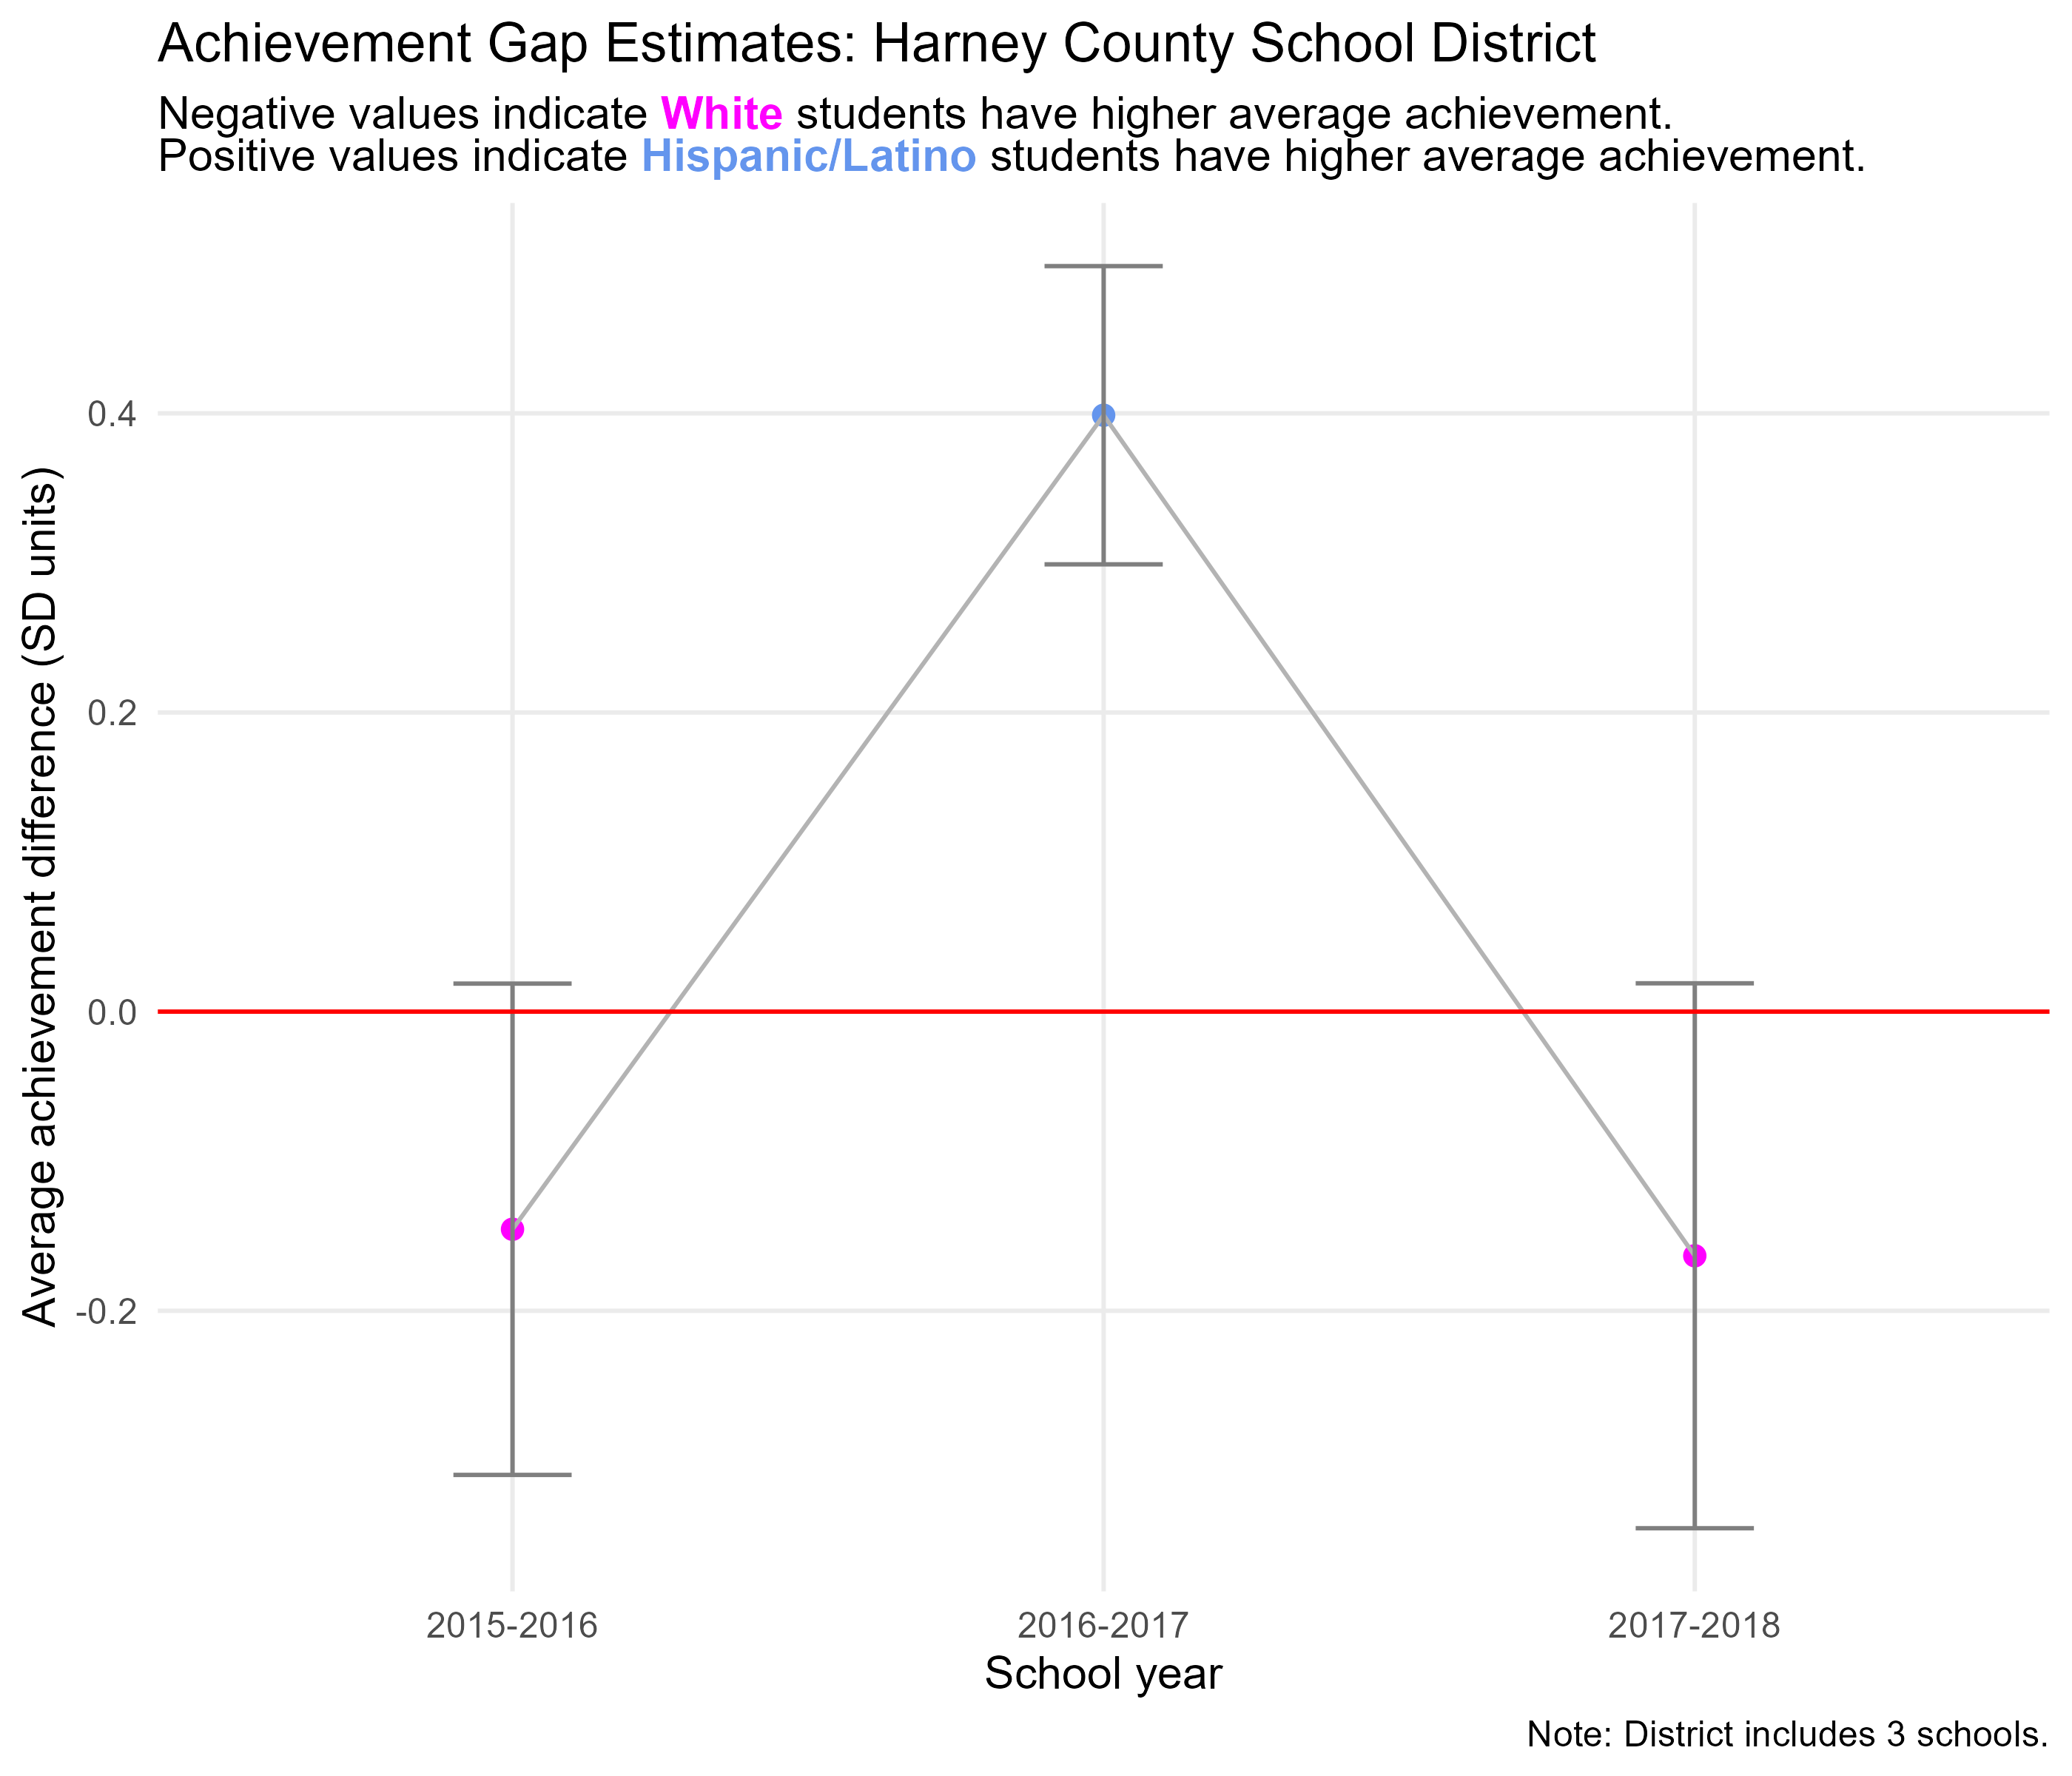 Achievement Gap Estimates: Harney County School District
Negative values indicate White students have higher average achievement.
Positive values indicate Hispanic/Latino students have higher average achievement.
Average achievement difference (SD units)
0.4
0.2
0.0
-0.2
2015-2016
2016-2017
2017-2018
School year
Note: District includes 3 schools.